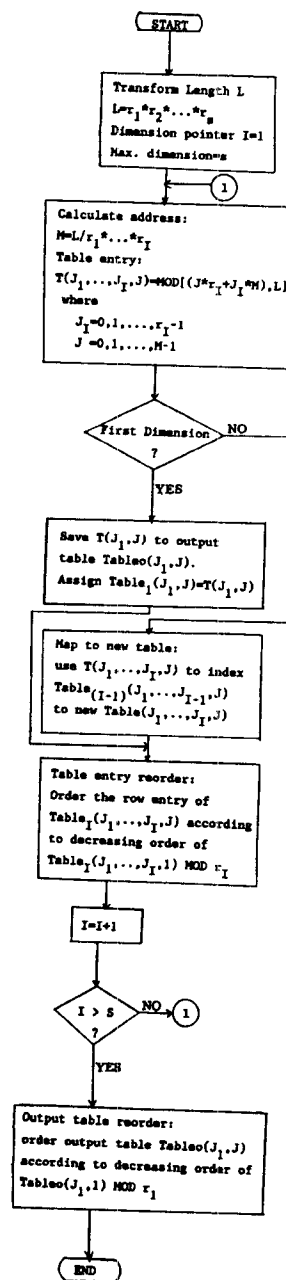 START
Transform Length L
L=r1*r2*...*rs
Dimension pointer I=1
Max. dimension=s
1
Calculate address:
M=L/r1*...*rI
Table entry:
T(J1,...,JI,J)=MOD[(J*rI+JI*M),L]
where
JI=0,1,...,rI-1
J =0,1,...,M-1
First Dimension
?
NO
YES
Save T(J1,J) to output
table Tableo(J1,J).
Assign Table1(J1,J)=T(J1,J)
Map to new table:
use T(J1,...,JI,J) to index
Table(I-1)(J1,...,JI-1,J)
to new Table(J1,...,JI,J)
Table entry reorder:
Order the row entry of
TableI(J1,..,JI,J) according
to decreasing order of
TableI(J1,..,JI,1) MOD rI
I=I+1
I > S
?
NO
1
YES
Output table reorder:
order output table Tableo(J1,J)
according to decreasing order of
Tableo(J1,1) MOD r1
END